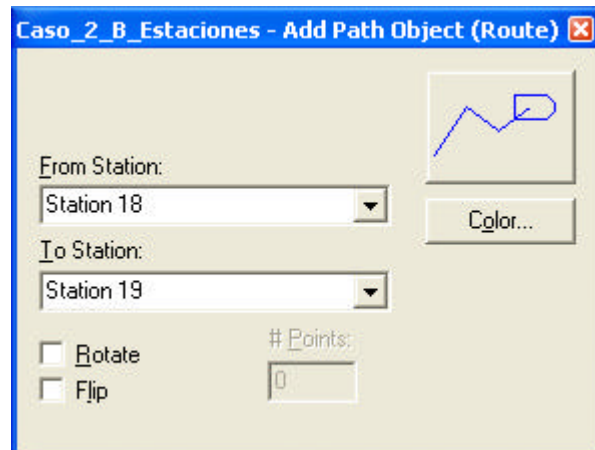 Caso_2_B_Estaciones - Add Path Object (Route)
From Station:
Station 18
Color...
To Station:
Station 19
# Points:
Rotate
0
Flip